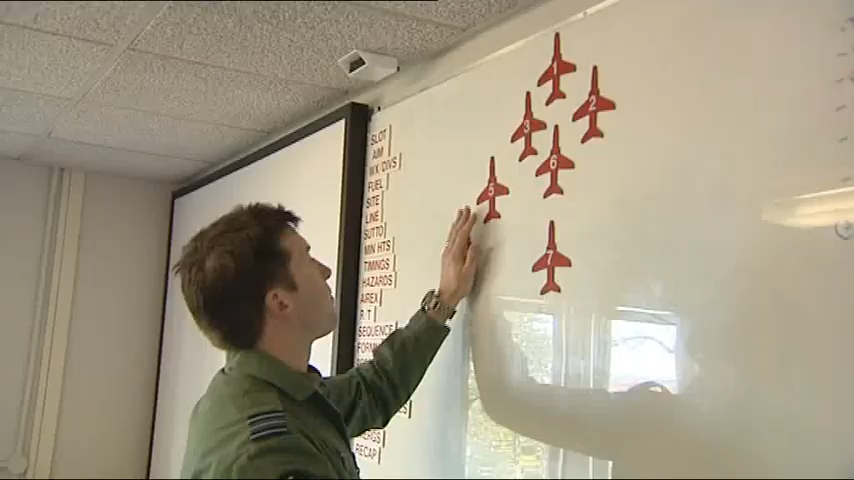 SLOT
AIM
WX/DIVS
FUEL
SITE
LINE
SUTTO
MIN HTS
TIMINGS
HAZARDS
AIREX
R T
SEQUENCE
RECAP
1
2
3
6
5
7